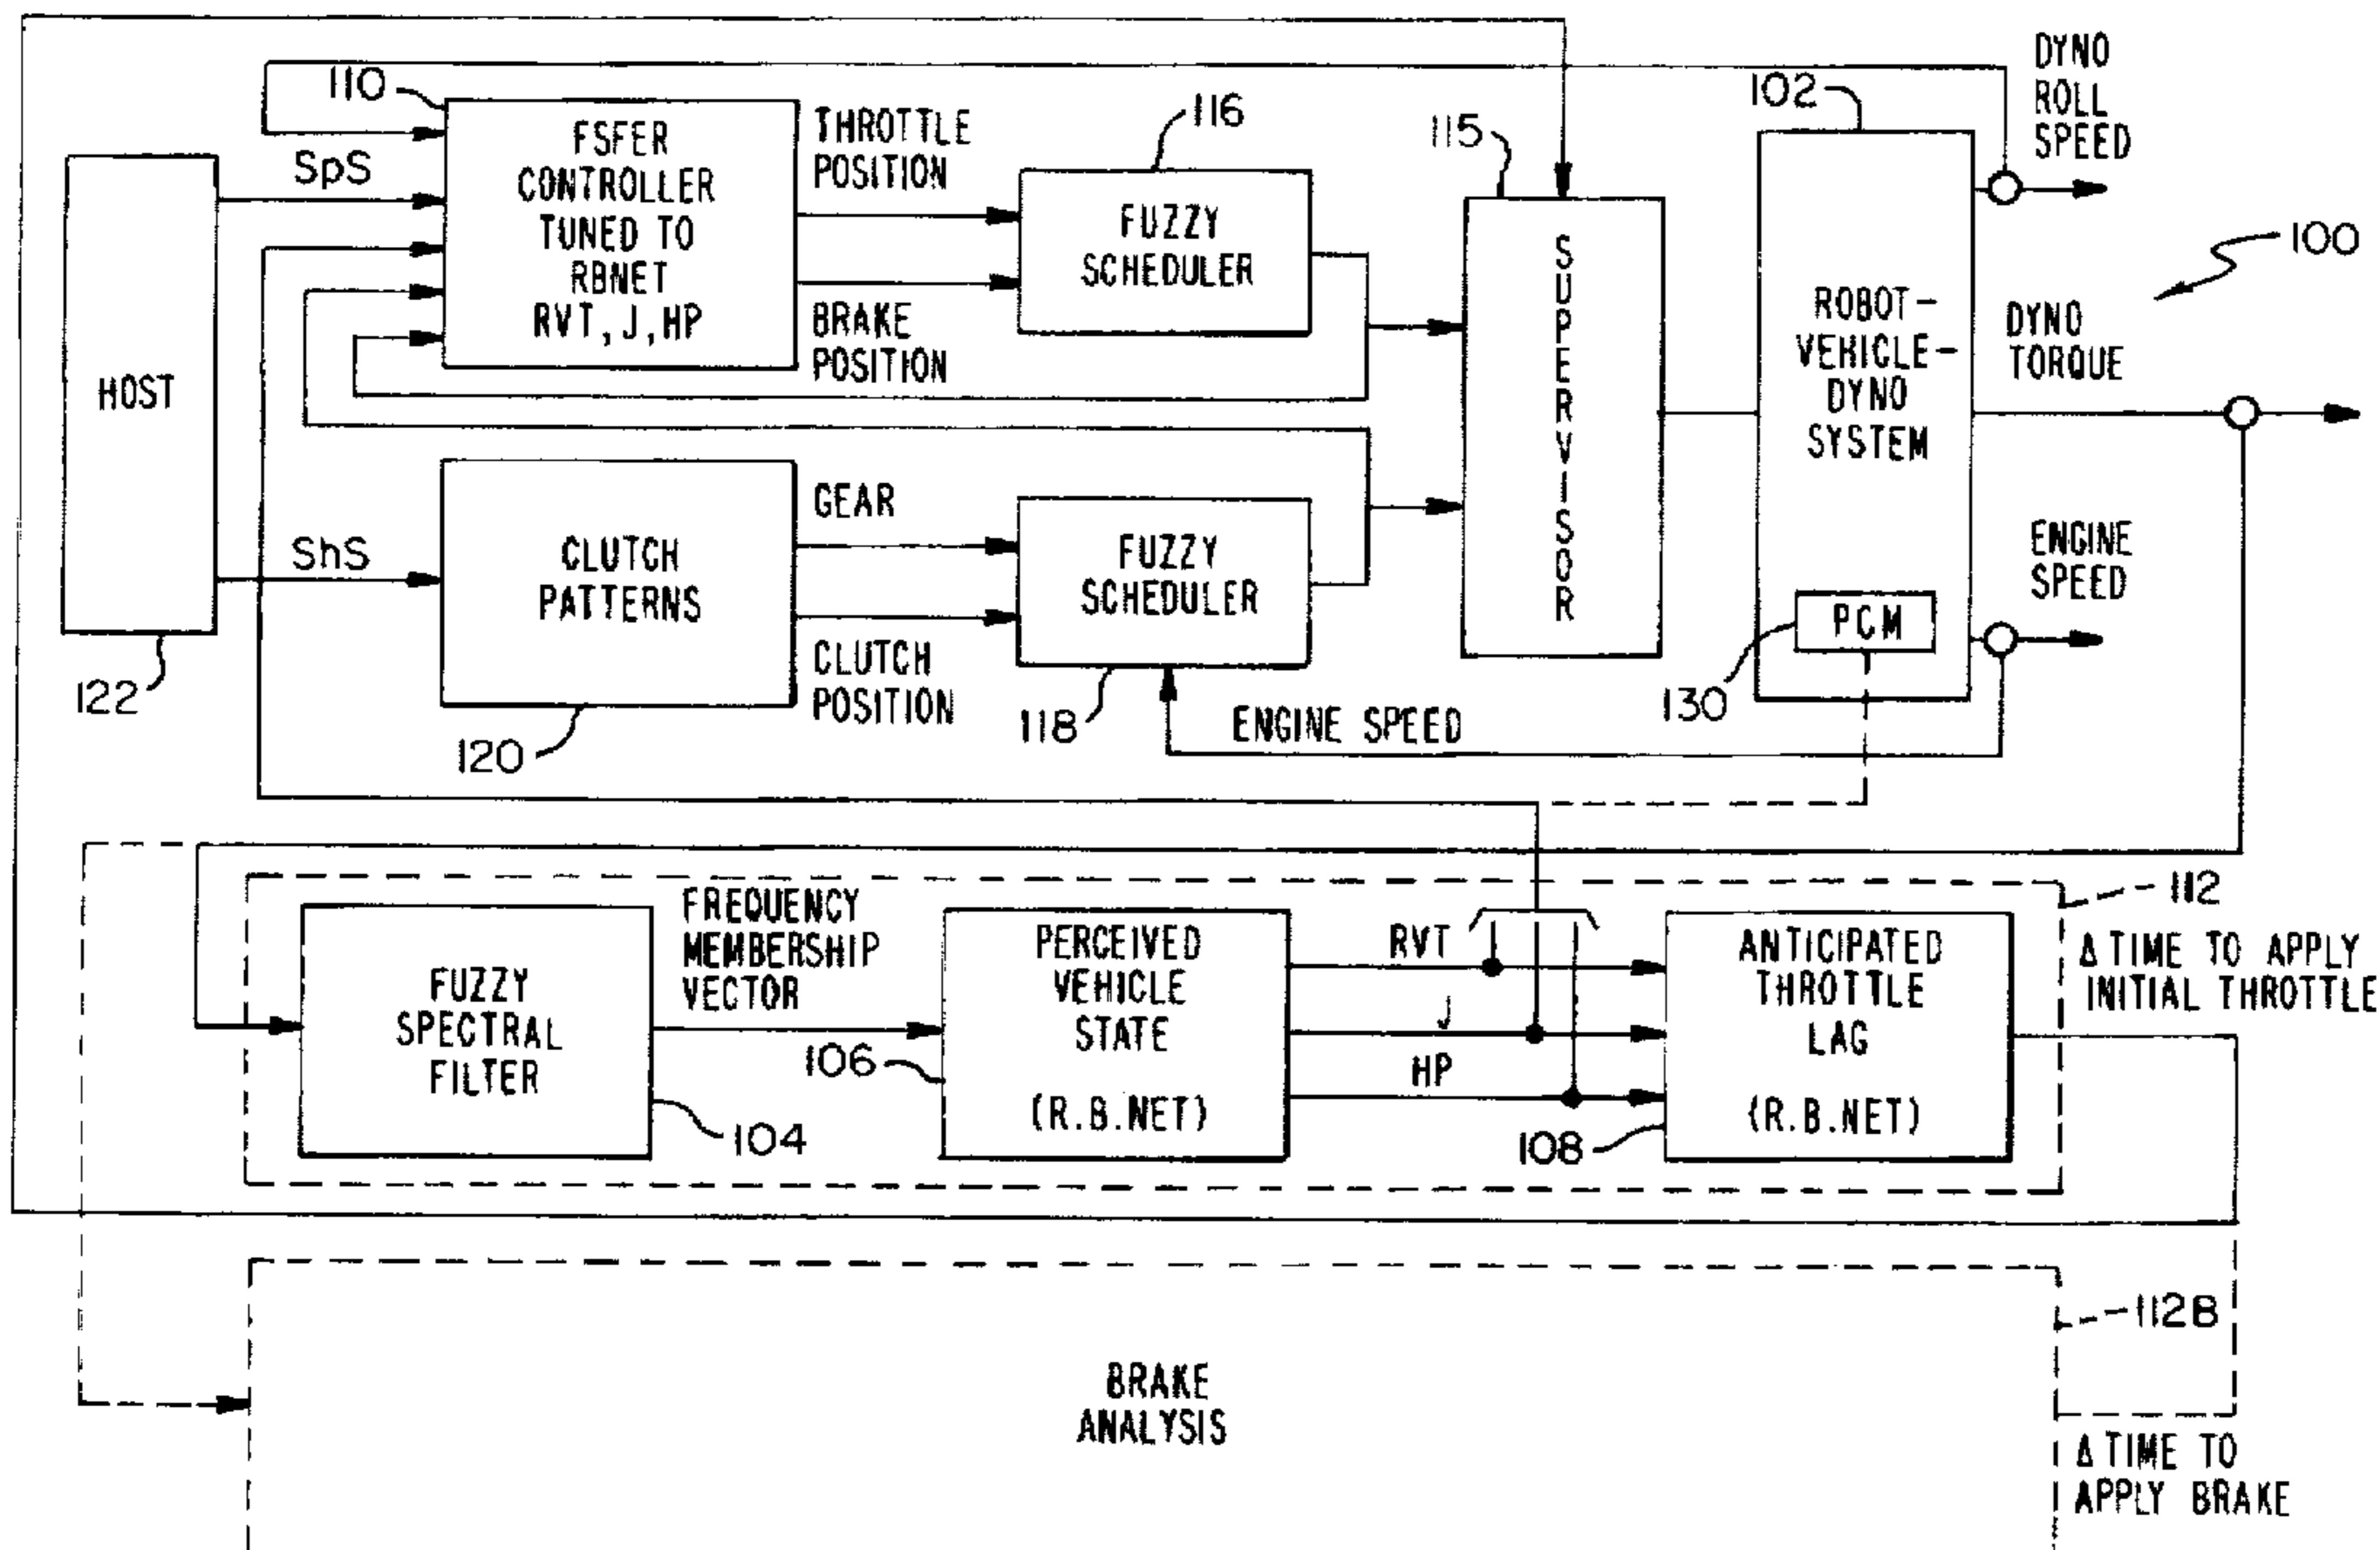 DYNO
ROLL
SPEED
110
FSFER
CONTROLLER
TUNED TO
RBNET
RVT, J, HP
THROTTLE
POSITION
BRAKE
POSITION
116
FUZZY
SCHEDULER
115
SUPERVISOR
102
ROBOT-
VEHICLE-
DYNO
SYSTEM
100
DYNO
TORQUE
SpS
HOST
122
ShS
CLUTCH
PATTERNS
120
GEAR
CLUTCH
POSITION
FUZZY
SCHEDULER
118
ENGINE SPEED
PCM
130
ENGINE
SPEED
FUZZY
SPECTRAL
FILTER
104
FREQUENCY
MEMBERSHIP
VECTOR
106
PERCEIVED
VEHICLE
STATE
(R.B.NET)
RVT
J
HP
108
ANTICIPATED
THROTTLE
LAG
(R.B.NET)
112
Δ TIME TO APPLY
INITIAL THROTTLE
112B
BRAKE
ANALYSIS
Δ TIME TO
APPLY BRAKE